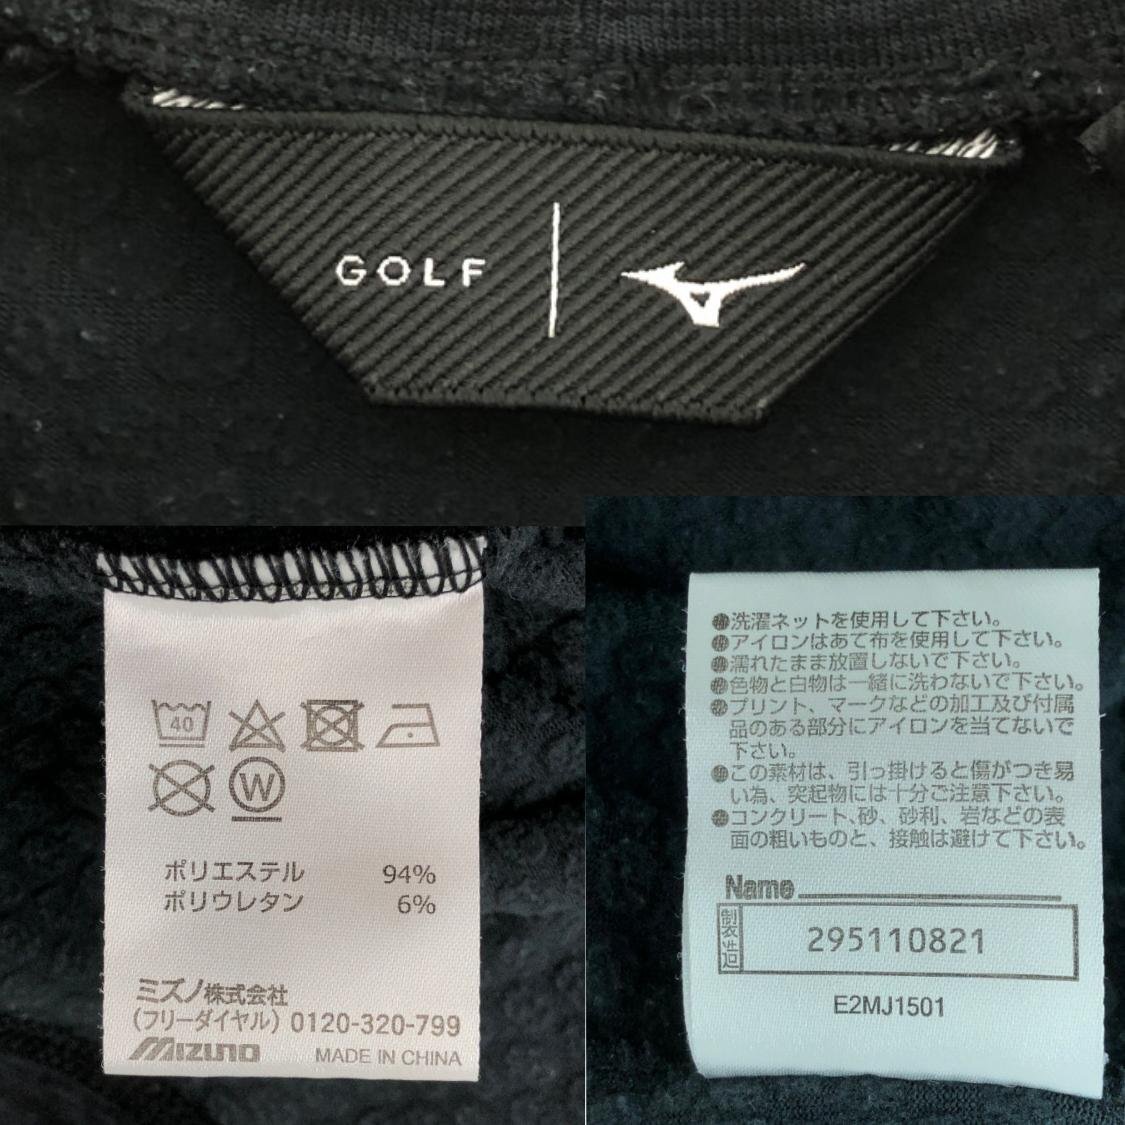 GOLF
40
W
ポリエステル 94%
ポリウレタン 6%
ミズノ株式会社
(フリーダイヤル) 0120-320-799
MIZUNO MADE IN CHINA
●洗濯ネットを使用して下さい。
●アイロンはあて布を使用して下さい。
●濡れたまま放置しないで下さい。
●色物と白物は一緒に洗わないで下さい。
●プリント、マークなどの加工及び付属
品のある部分にアイロンを当てないで
下さい。
●この素材は、引っ掛けると傷がつき易
い為、突起物には十分ご注意下さい。
●コンクリート、砂、砂利、岩などの表
面の粗いものと、接触は避けて下さい。
Name
製造 295110821
E2MJ1501